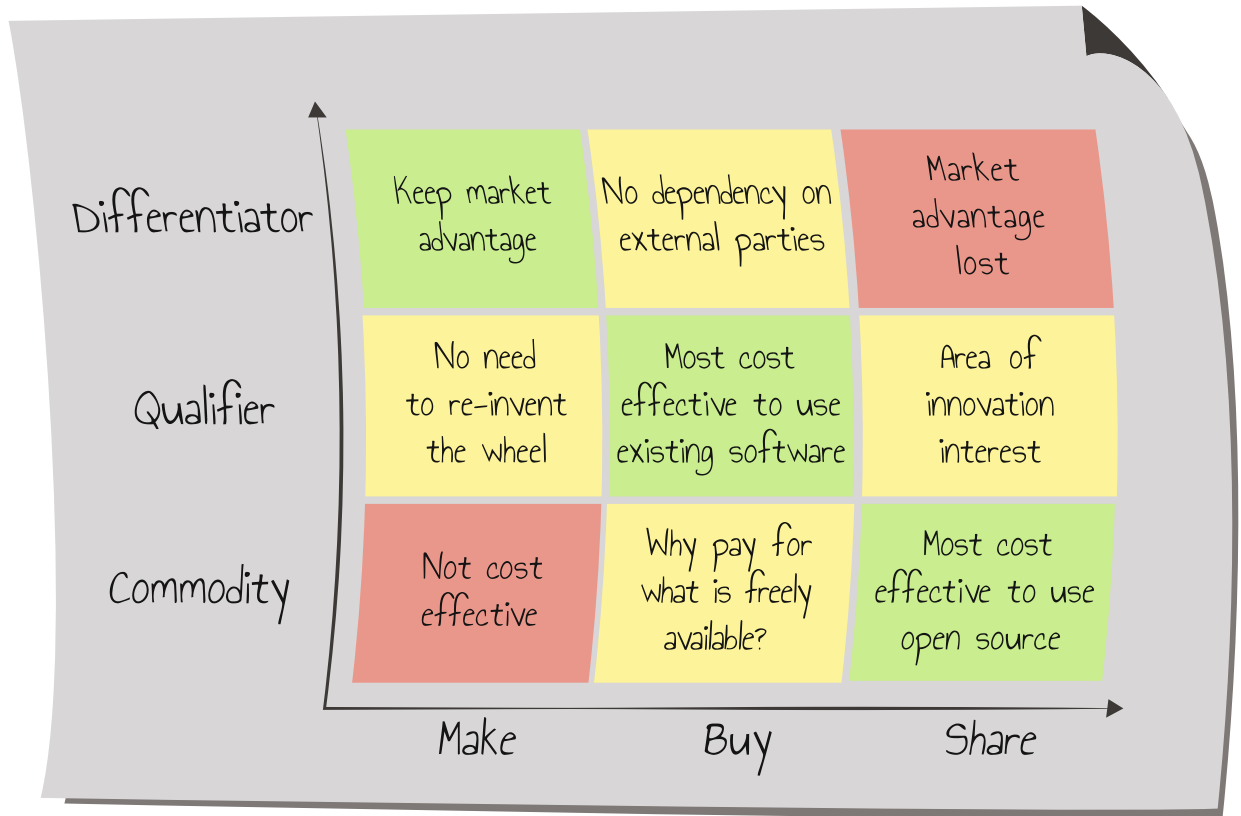 Differentiator
Keep market
advantage
No dependency on
external parties
Market
advantage
lost
Qualifier
No need
to re-invent
the wheel
Most cost
effective to use
existing software
Area of
innovation
interest
Commodity
Not cost
effective
Why pay for
what is freely
available?
Most cost
effective to use
open source
Make
Buy
Share